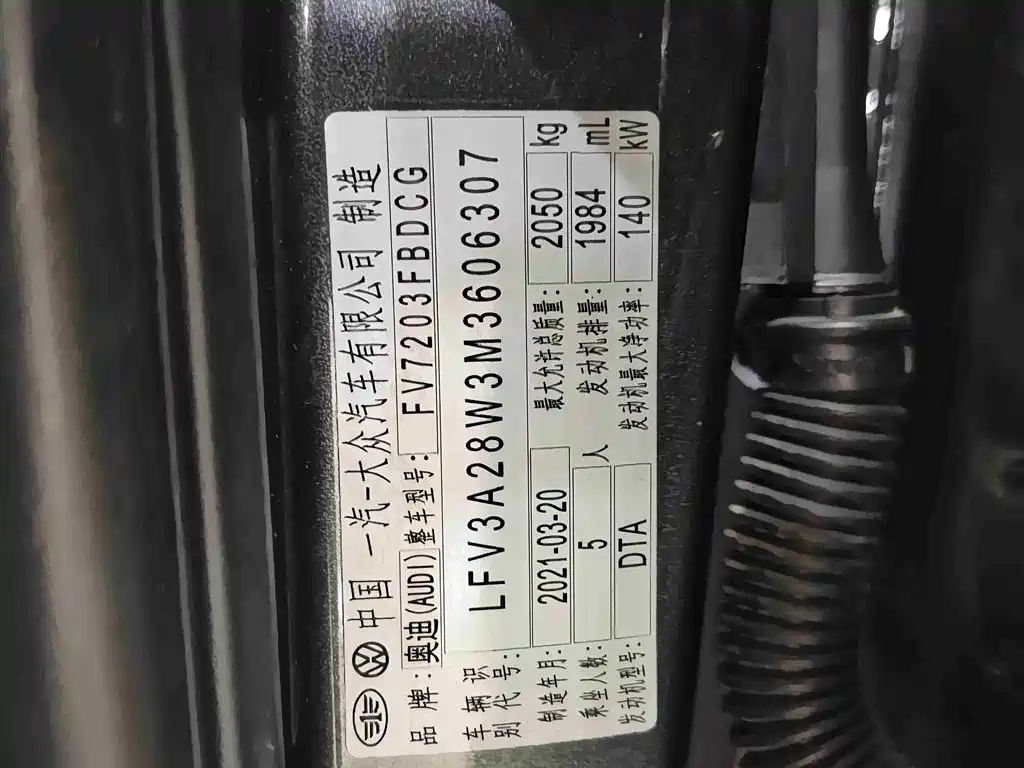 中国 一汽-大众汽车有限公司 制造
品牌: 奥迪(AUDI) 整车型号: FV7203FBDCG
车辆识别代号: LFV3A28W3M3606307
制造年月: 2021-03-20 最大允许总质量: 2050 kg
乘坐人数: 5 人 发动机排量: 1984 mL
发动机型号: DTA 发动机最大净功率: 140 kW